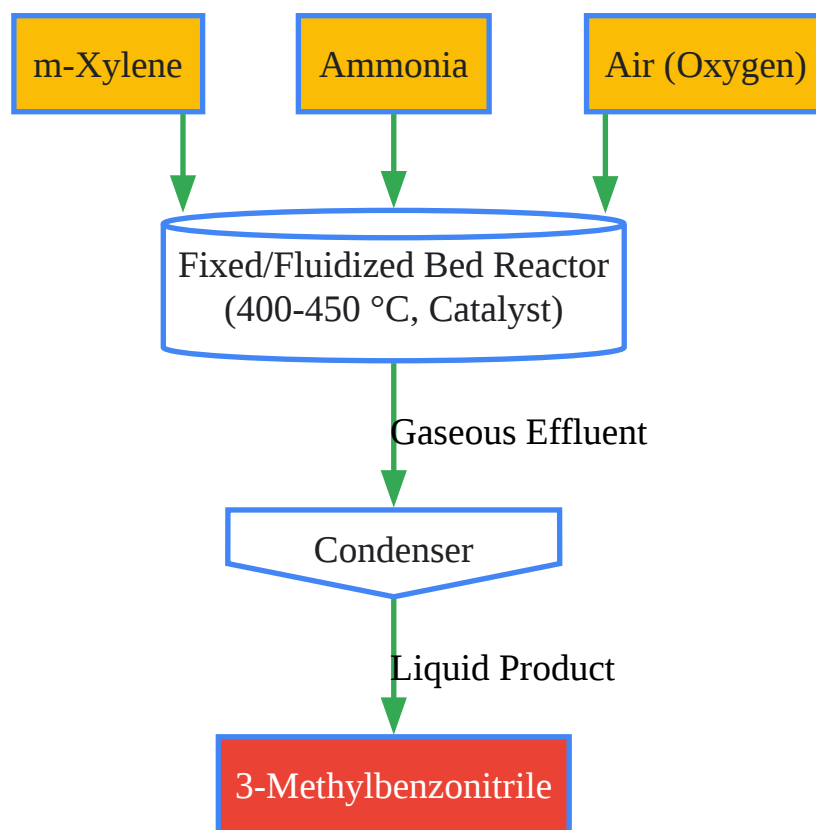 m-Xylene
Ammonia
Air (Oxygen)
Fixed/Fluidized Bed Reactor
(400-450 °C, Catalyst)
Gaseous Effluent
Condenser
Liquid Product
3-Methylbenzonitrile